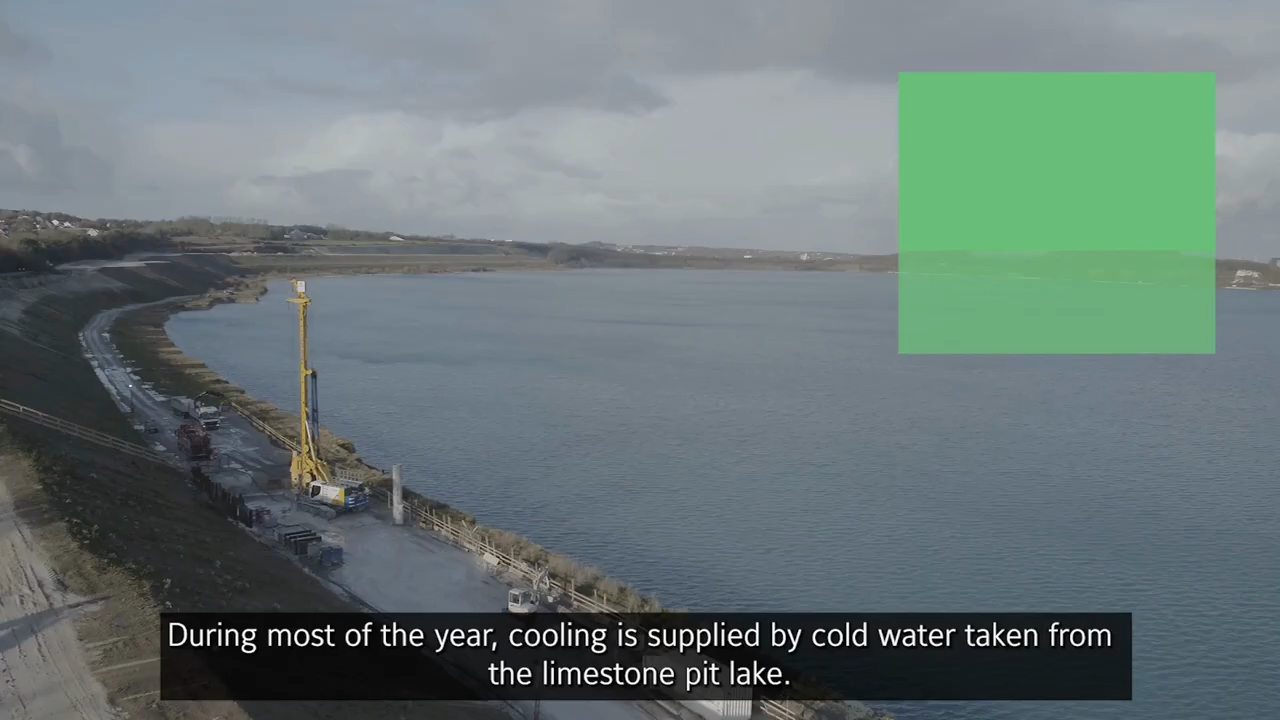 During most of the year, cooling is supplied by cold water taken from
the limestone pit lake.